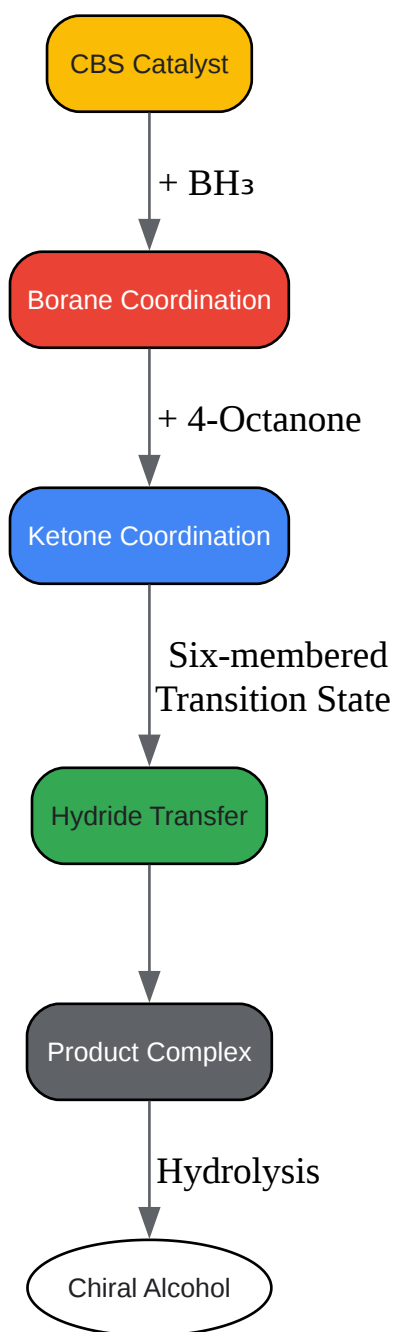 CBS Catalyst
+ BH₃
Borane Coordination
+ 4-Octanone
Ketone Coordination
Six-membered
Transition State
Hydride Transfer
Product Complex
Hydrolysis
Chiral Alcohol